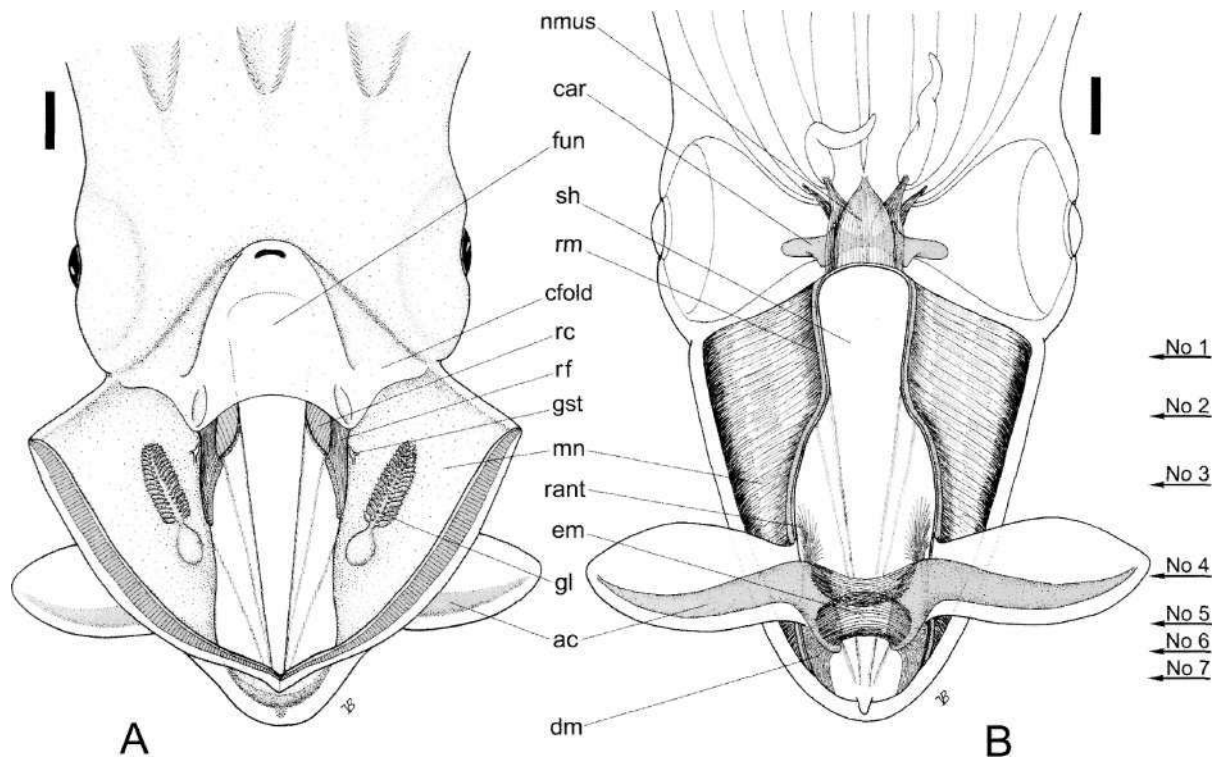 nmus
car
fun
sh
rm
cfold
rc
rf
gst
mn
rant
em
gl
ac
dm
No 1
No 2
No 3
No 4
No 5
No 6
No 7
A
B